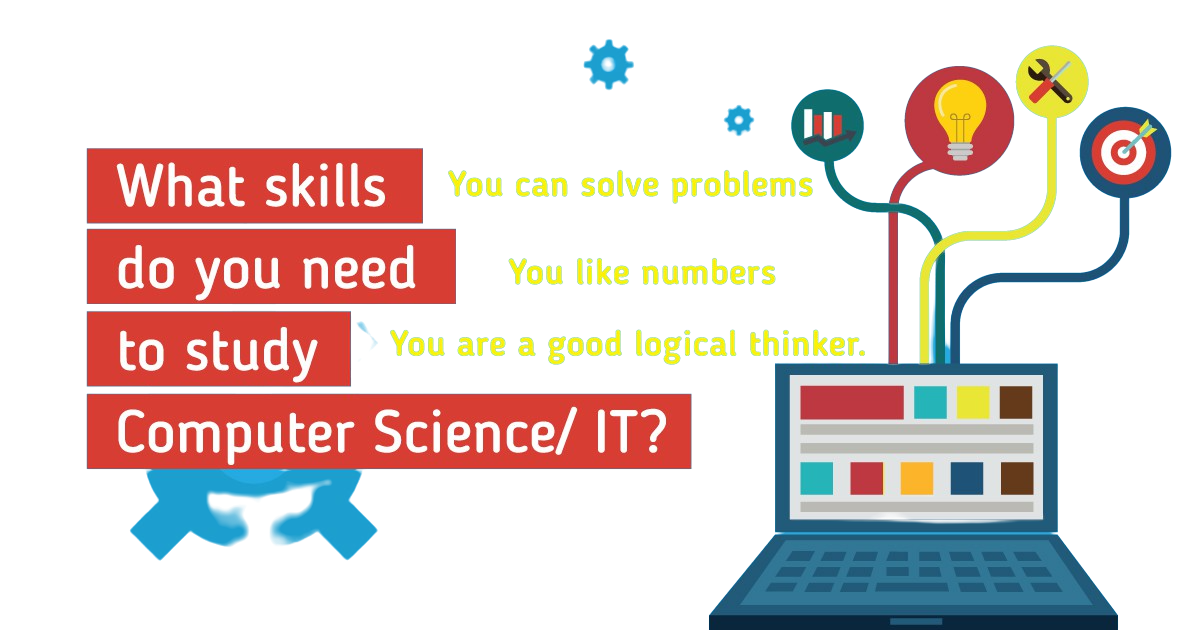 What skills
do you need
to study
Computer Science/ IT?
You can solve problems
You like numbers
You are a good logical thinker.